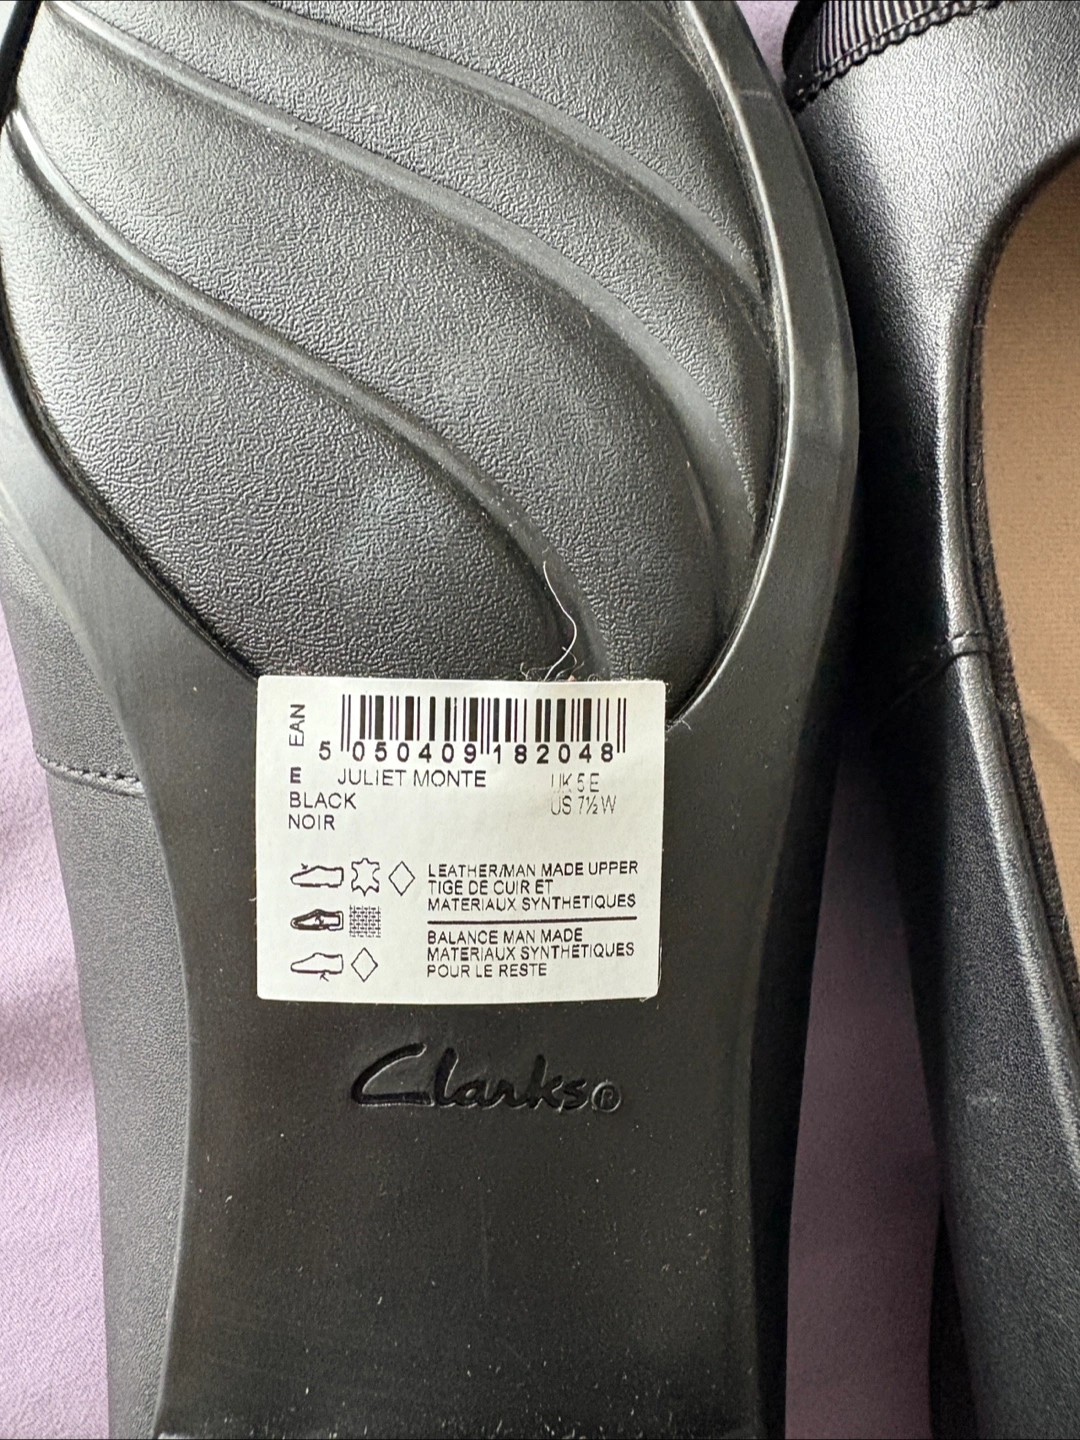 EAN
5 050409 182048
E JULIET MONTE UK 5 E
BLACK US 7½ W
NOIR
LEATHER/MAN MADE UPPER
TIGE DE CUIR ET
MATERIAUX SYNTHETIQUES
BALANCE MAN MADE
MATERIAUX SYNTHETIQUES
POUR LE RESTE
Clarks®